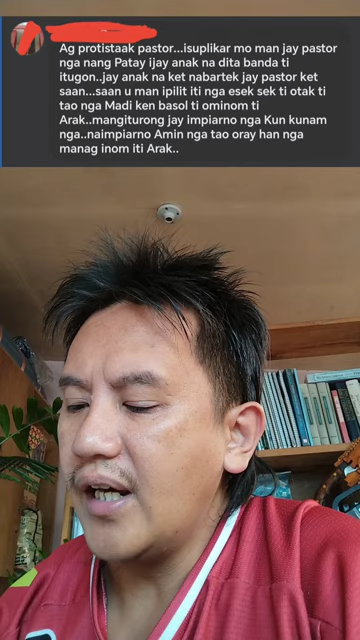 Ag protistaak pastor...isuplikar mo man jay pastor
nga nang Patay ijay anak na dita banda ti
itugon..jay anak na ket nabartek jay pastor ket
saan...saan u man ipilit iti nga esek sek ti otak ti
tao nga Madi ken basol ti ominom ti
Arak..mangiturong jay impiarno nga Kun kunam
nga..naimpiarno Amin nga tao oray han nga
manag inom iti Arak..